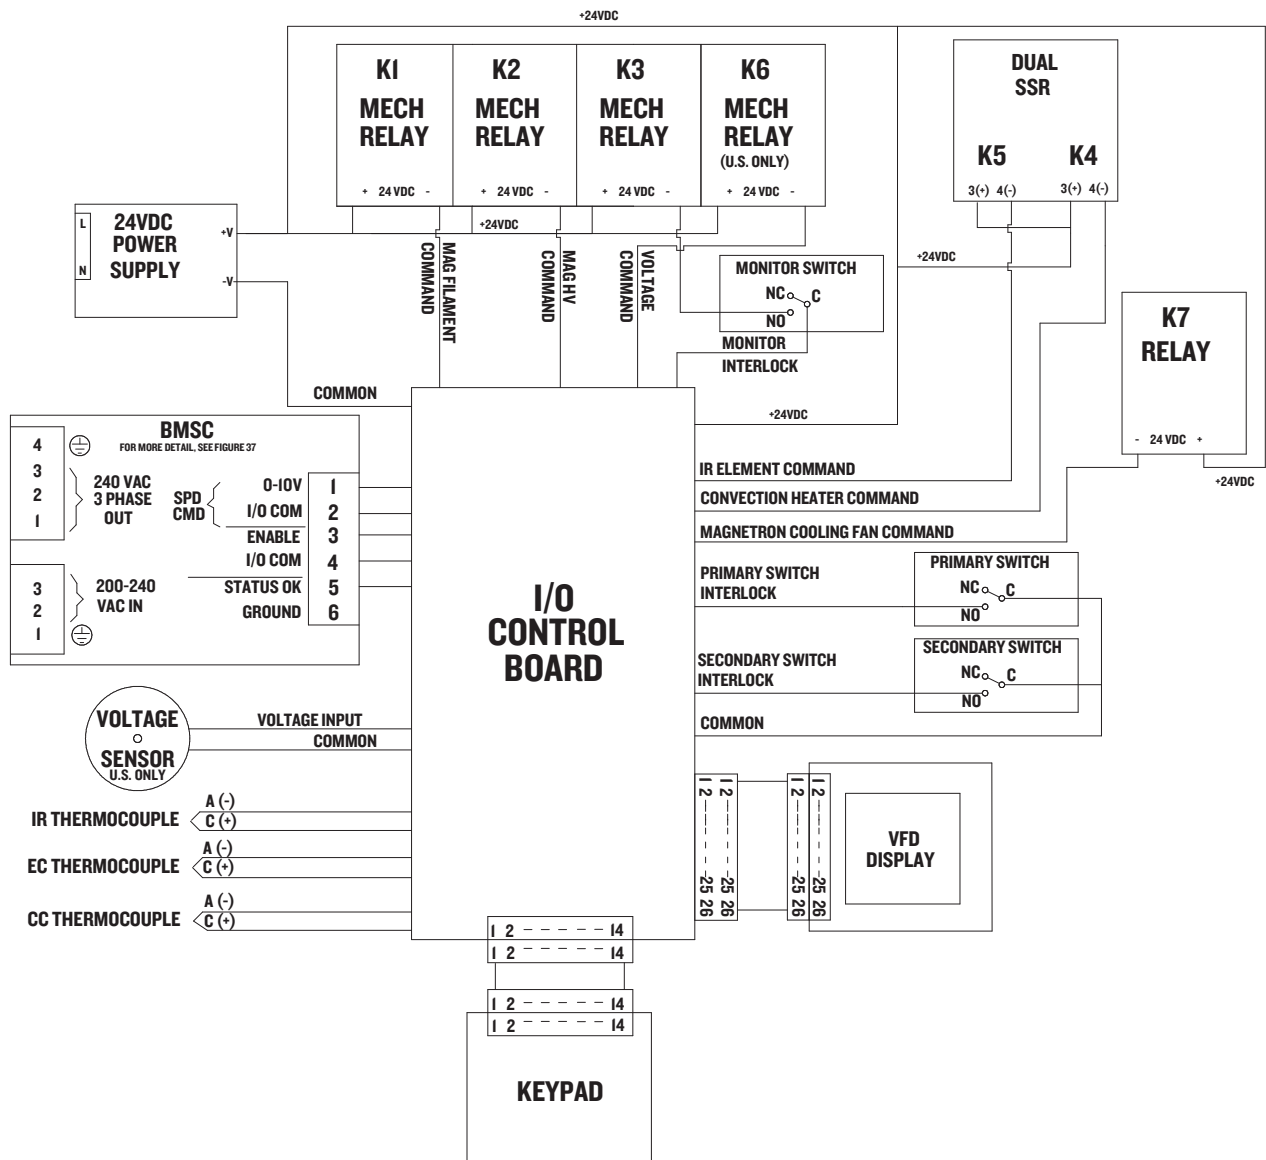 +24VDC
K1
MECH
RELAY
+ 24 VDC -
K2
MECH
RELAY
+ 24 VDC -
K3
MECH
RELAY
+ 24 VDC -
K6
MECH
RELAY
(U.S. ONLY)
+ 24 VDC -
DUAL
SSR
K5
K4
3(+) 4(-)
3(+) 4(-)
L
N
24VDC
POWER
SUPPLY
+V
-V
+24VDC
+24VDC
MAG FILAMENT
COMMAND
MAG HV
COMMAND
VOLTAGE
COMMAND
MONITOR SWITCH
NC
C
NO
MONITOR
INTERLOCK
K7
RELAY
- 24 VDC +
+24VDC
COMMON
+24VDC
BMSC
FOR MORE DETAIL, SEE FIGURE 37
4
3
2
1
240 VAC
3 PHASE
OUT
SPD
CMD
0-10V
I/O COM
ENABLE
I/O COM
STATUS OK
GROUND
1
2
3
4
5
6
3
2
1
200-240
VAC IN
IR ELEMENT COMMAND
CONVECTION HEATER COMMAND
MAGNETRON COOLING FAN COMMAND
PRIMARY SWITCH
INTERLOCK
PRIMARY SWITCH
NC
C
NO
SECONDARY SWITCH
INTERLOCK
SECONDARY SWITCH
NC
C
NO
COMMON
I/O
CONTROL
BOARD
VOLTAGE
SENSOR
U.S. ONLY
VOLTAGE INPUT
COMMON
IR THERMOCOUPLE
A (-)
C (+)
EC THERMOCOUPLE
A (-)
C (+)
CC THERMOCOUPLE
A (-)
C (+)
1 2 - - - - - - 25 26
1 2 - - - - - - 25 26
1 2 - - - - - - 25 26
1 2 - - - - - - 25 26
VFD
DISPLAY
1 2 - - - - - - 14
1 2 - - - - - - 14
1 2 - - - - - - 14
1 2 - - - - - - 14
KEYPAD